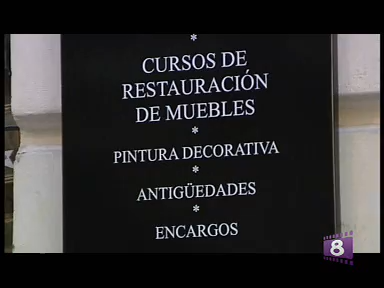 *
CURSOS DE
RESTAURACIÓN
DE MUEBLES
*
PINTURA DECORATIVA
*
ANTIGÜEDADES
*
ENCARGOS
8